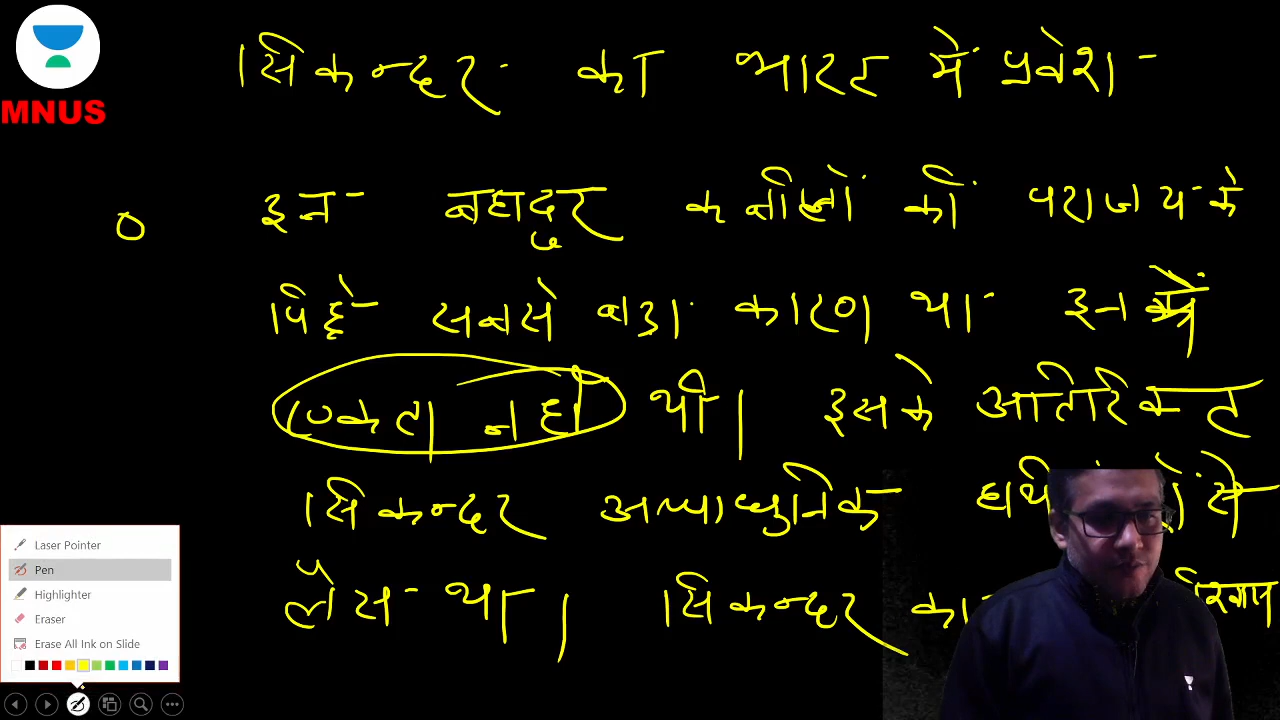 MNUS
सिकन्दर का भारत में प्रवेश -
इन बहादुर कबीलों की पराजय के
पिछे सबसे बड़ा कारण था इनमें
एकता नहीं थी। इसके अतिरिक्त
सिकन्दर अत्याधुनिक से
लैस था। सिकन्दर का
Laser Pointer
Pen
Highlighter
Eraser
Erase All Ink on Slide